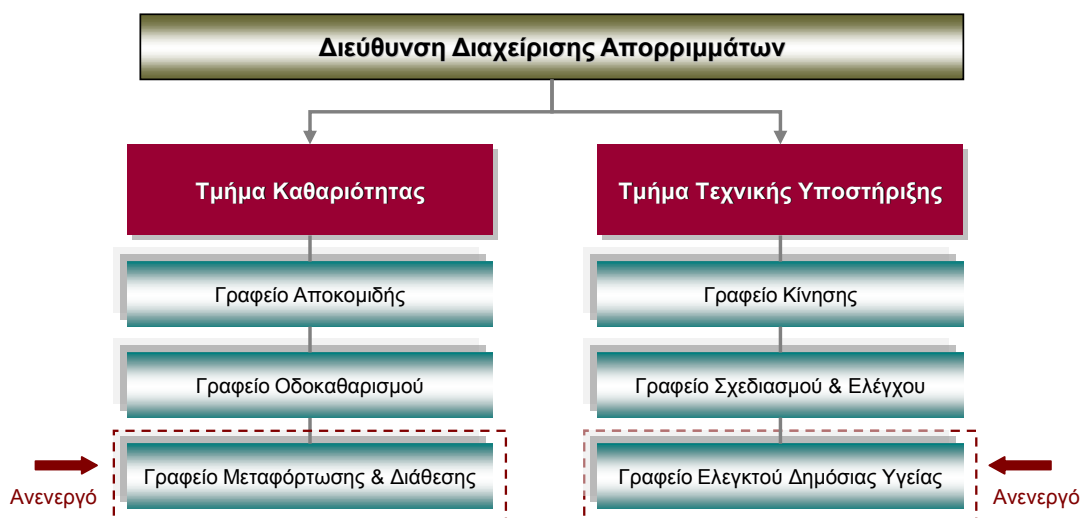 Διεύθυνση Διαχείρισης Απορριμμάτων
Τμήμα Καθαριότητας
Τμήμα Τεχνικής Υποστήριξης
Γραφείο Αποκομιδής
Γραφείο Κίνησης
Γραφείο Οδοκαθαρισμού
Γραφείο Σχεδιασμού & Ελέγχου
Γραφείο Μεταφόρτωσης & Διάθεσης
Γραφείο Ελεγκτού Δημόσιας Υγείας
Ανενεργό
Ανενεργό